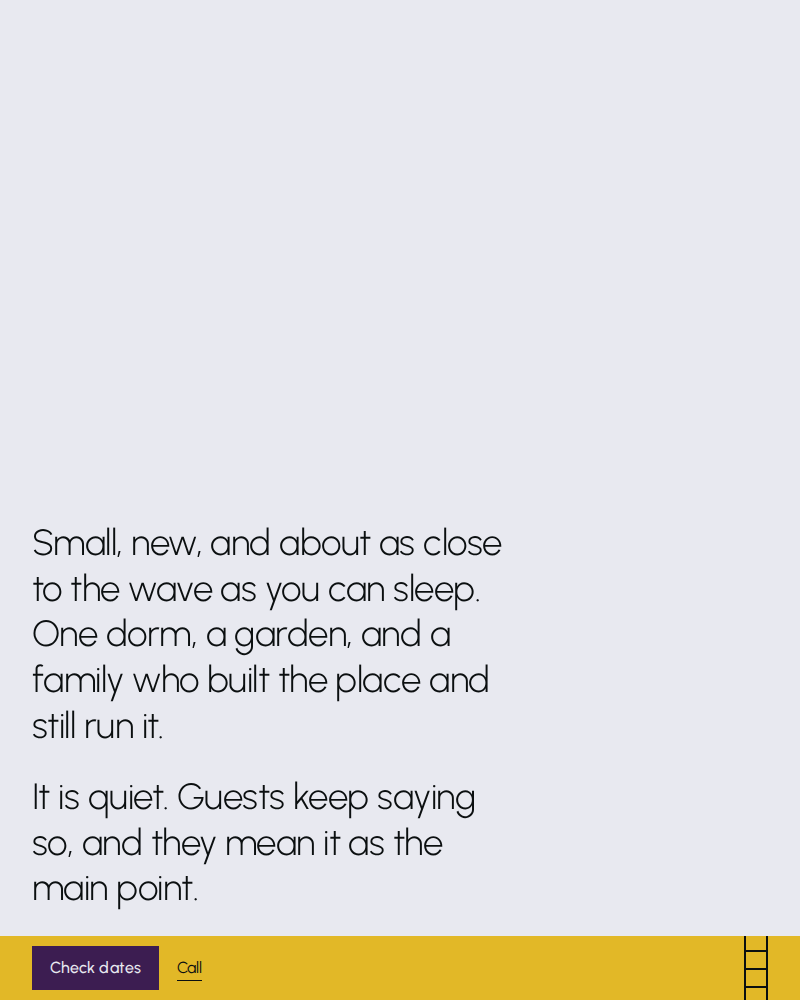 Small, new, and about as close
to the wave as you can sleep.
One dorm, a garden, and a
family who built the place and
still run it.
It is quiet. Guests keep saying
so, and they mean it as the
main point.
Check dates
Call